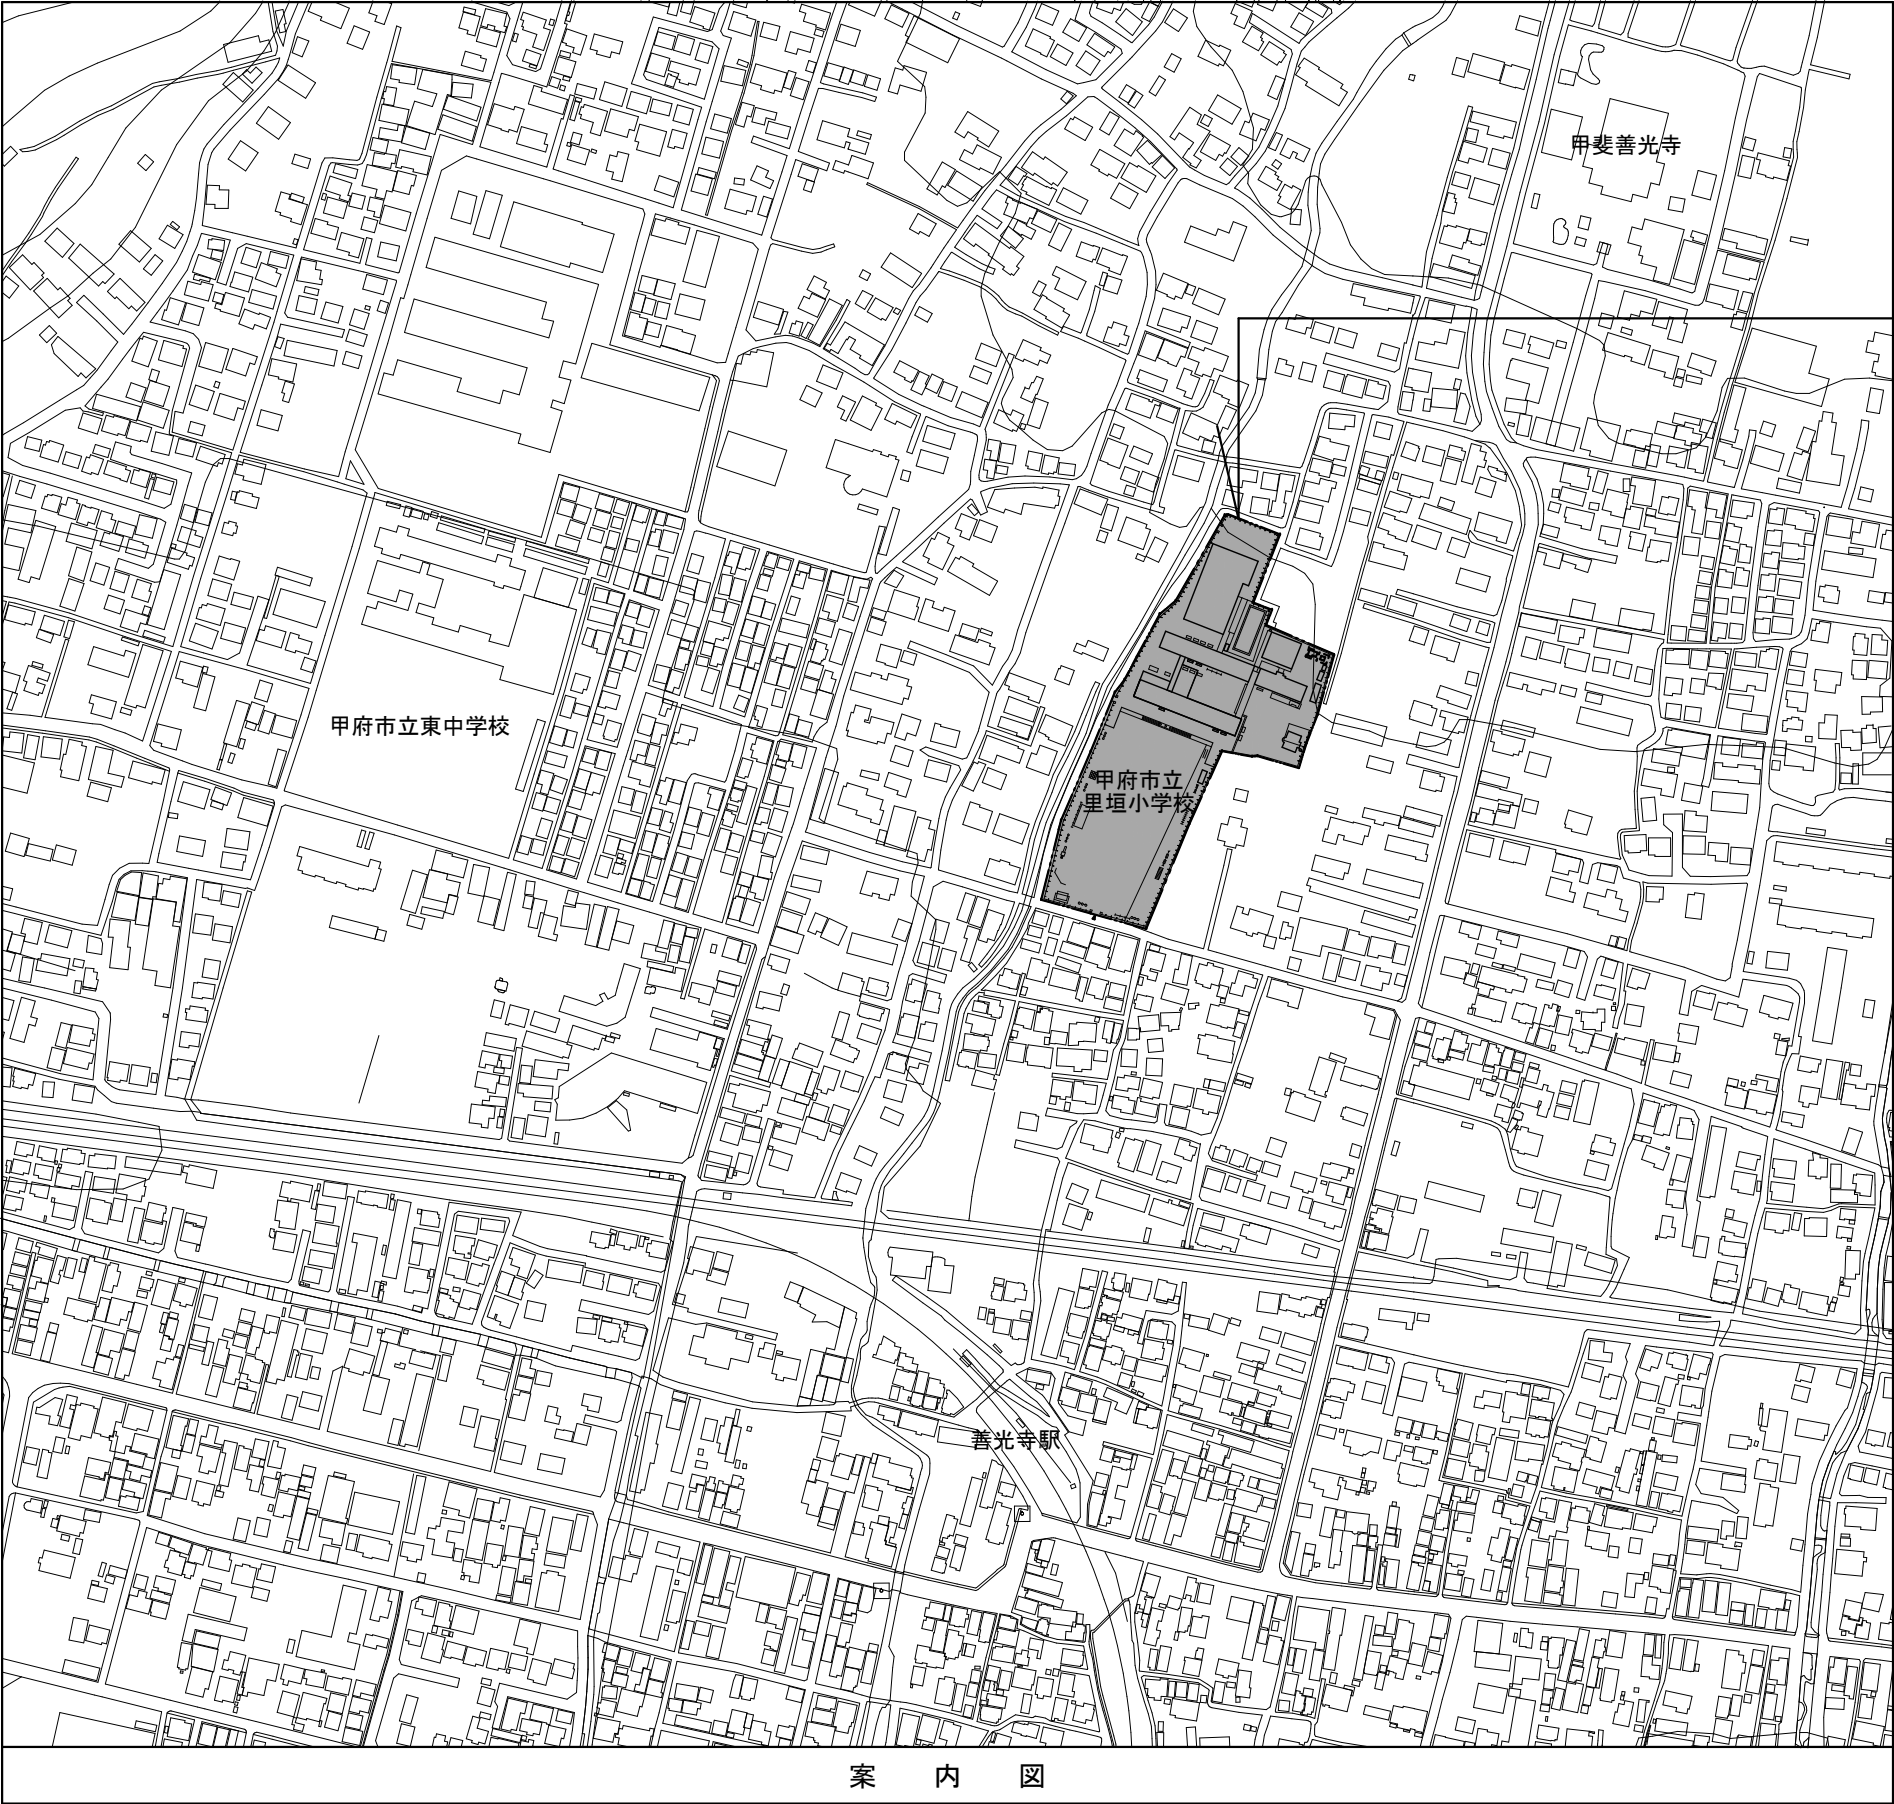 甲斐善光寺
甲府市立東中学校
甲府市立
里垣小学校
善光寺駅
案 内 図